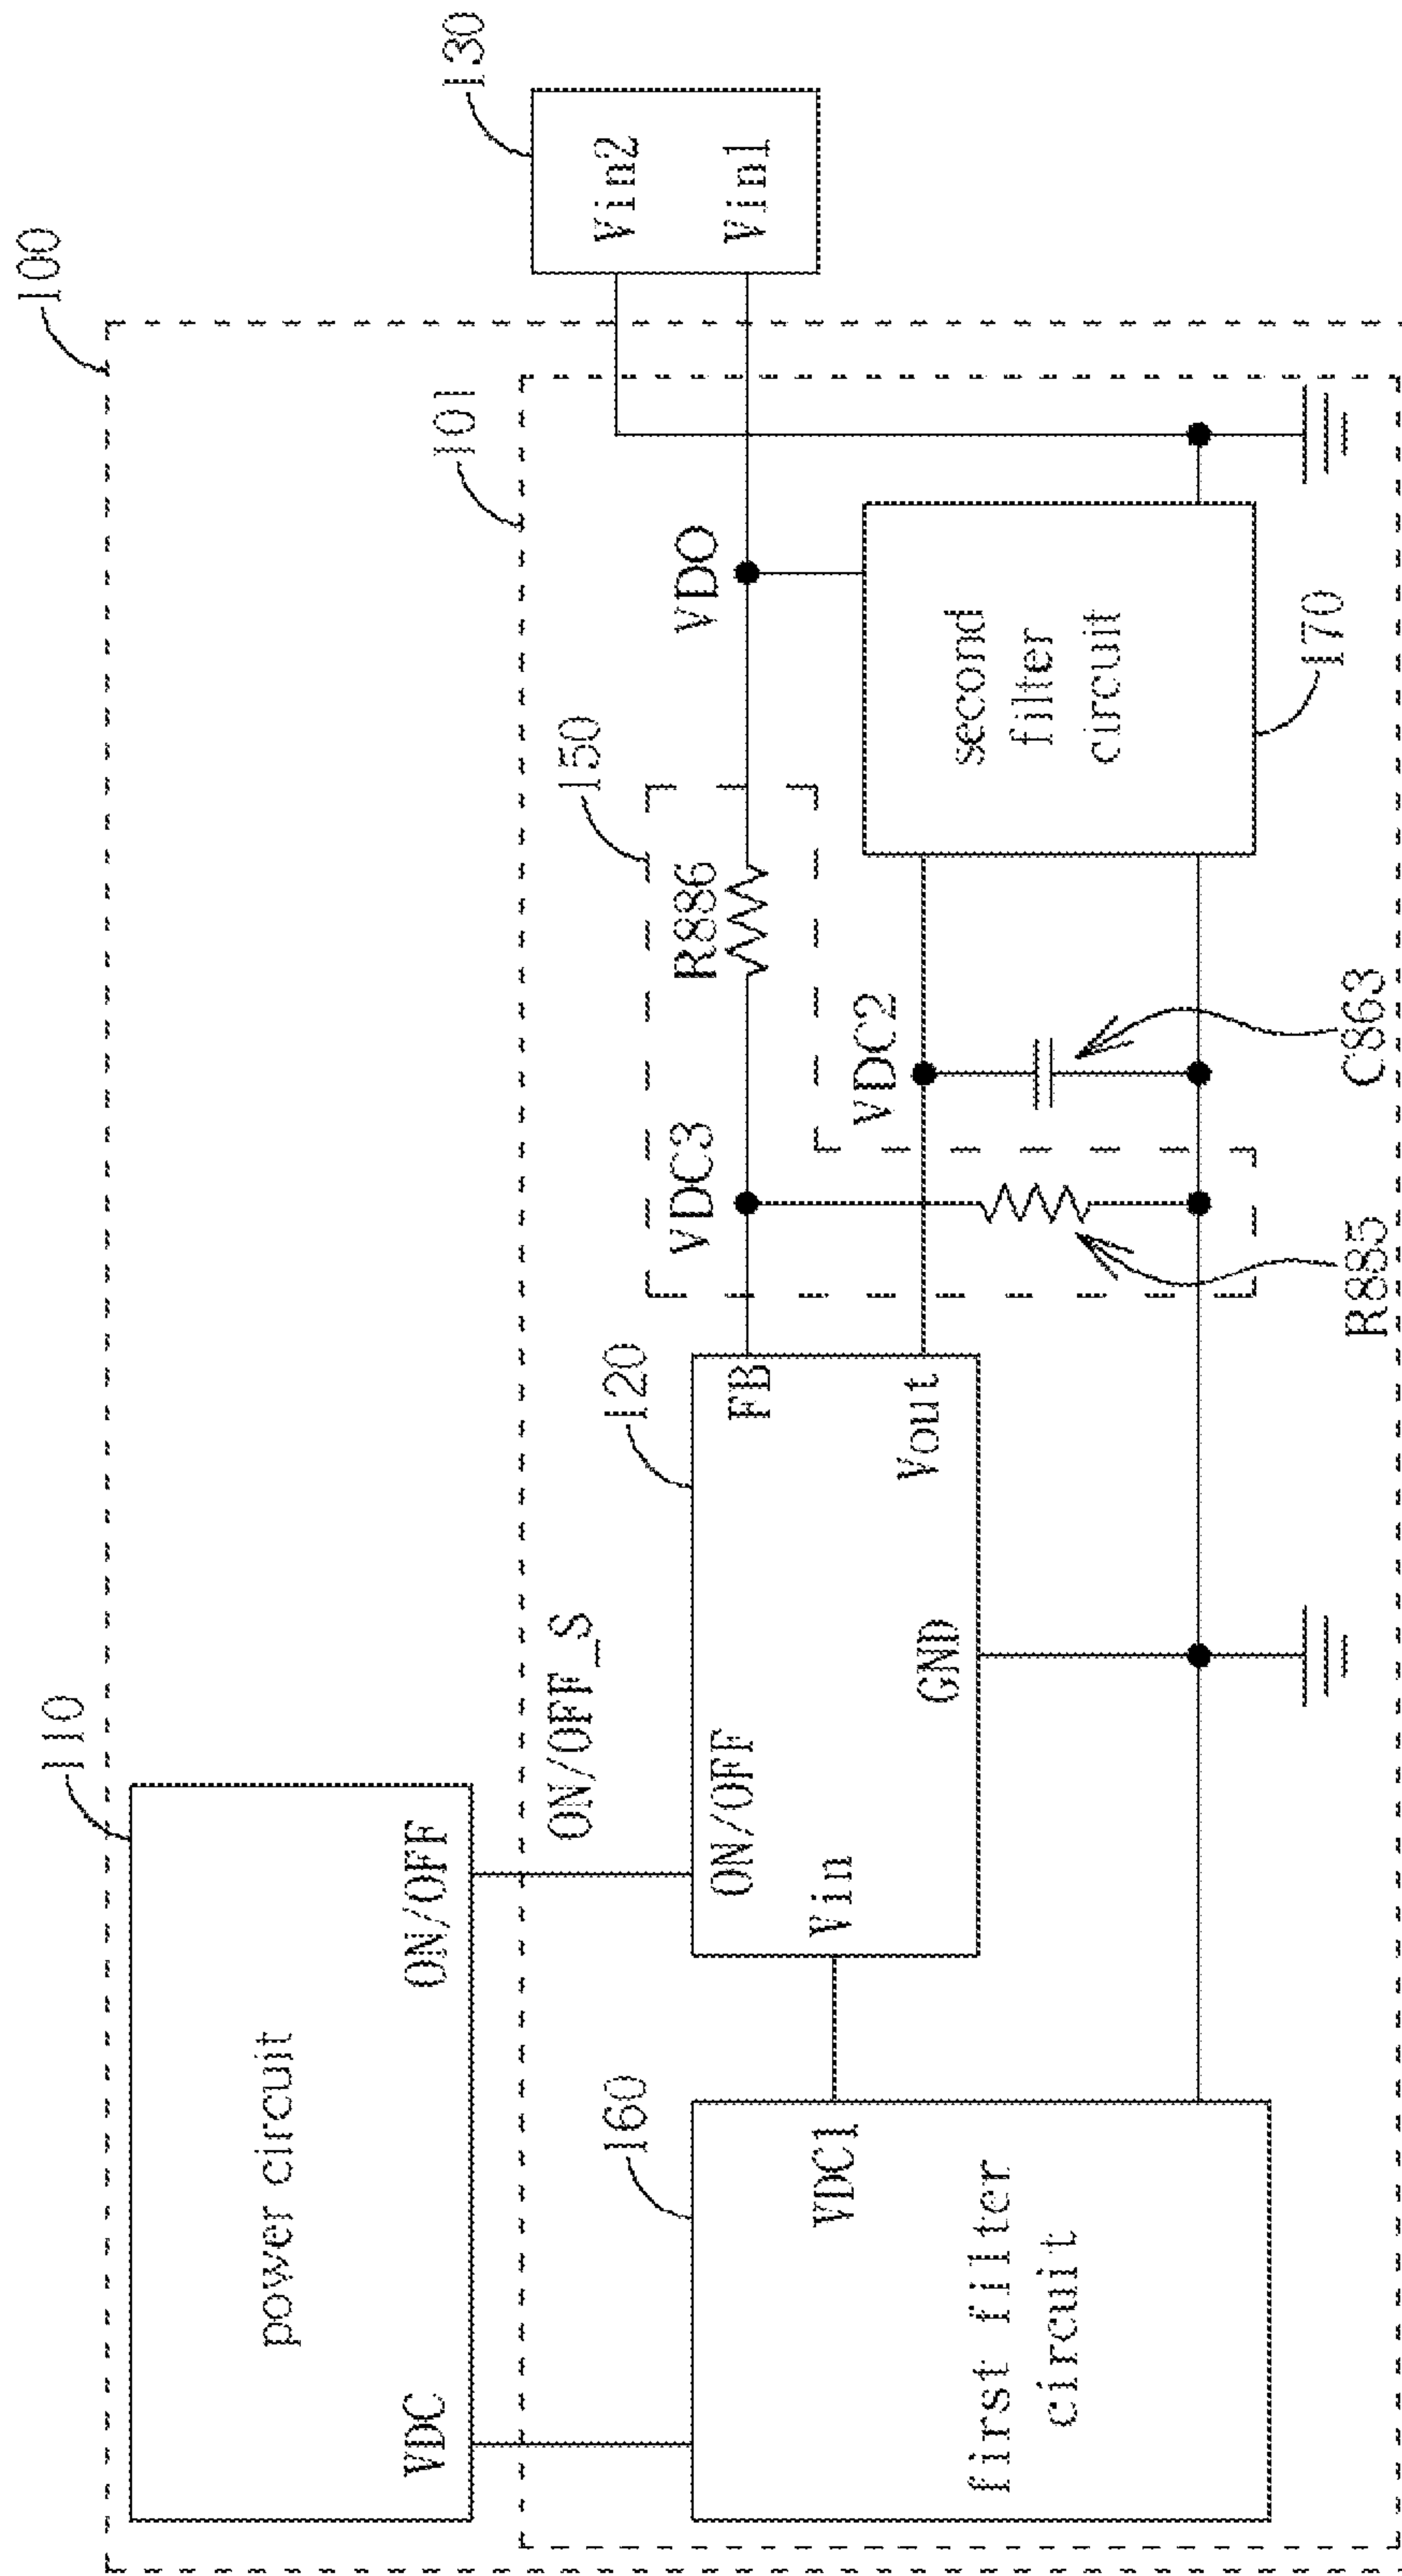 100
110
power circuit
VDC
ON/OFF
101
ON/OFF_S
130
Vin2
Vin1
160
VDC1
first filter
circuit
120
ON/OFF
Vin
GND
FB
Vout
150
VDC3
R886
VDO
VDC2
second
filter
circuit
170
R885
C863